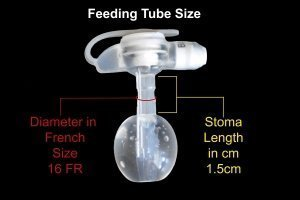 Feeding Tube Size
Diameter in
French
Size
16 FR
Stoma
Length
in cm
1.5cm